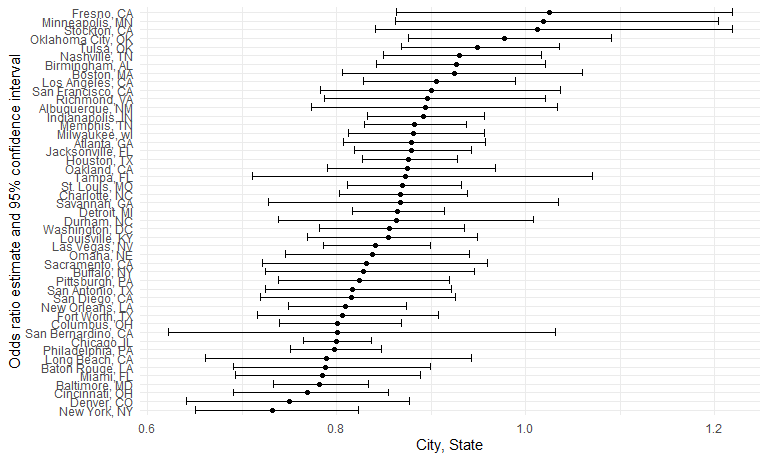 Odds ratio estimate and 95% confidence interval
Fresno, CA
Minneapolis, MN
Stockton, CA
Oklahoma City, OK
Tulsa, OK
Nashville, TN
Birmingham, AL
Boston, MA
Los Angeles, CA
San Francisco, CA
Richmond, VA
Albuquerque, NM
Indianapolis, IN
Memphis, TN
Milwaukee, wI
Atlanta, GA
Jacksonville, FL
Houston, TX
Oakland, CA
Tampa, FL
St. Louis, MO
Charlotte, NC
Savannah, GA
Detroit, MI
Durham, NC
Washington, DC
Louisville, KY
Las Vegas, NV
Omaha, NE
Sacramento, CA
Buffalo, NY
Pittsburgh, PA
San Antonio, TX
San Diego, CA
New Orleans, LA
Fort Worth, TX
Columbus, OH
San Bernardino, CA
Chicago, IL
Philadelphia, PA
Long Beach, CA
Baton Rouge, LA
Miami, FL
Baltimore, MD
Cincinnati, OH
Denver, CO
New York, NY
0.6 0.8 1.0 1.2
City, State